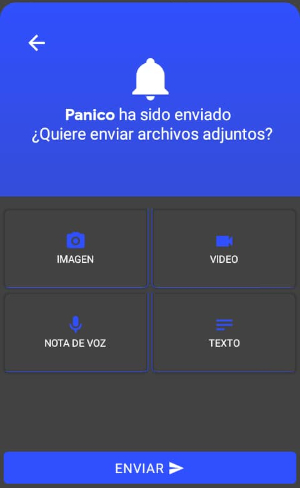 Panico ha sido enviado
¿Quiere enviar archivos adjuntos?
IMAGEN
VIDEO
NOTA DE VOZ
TEXTO
ENVIAR